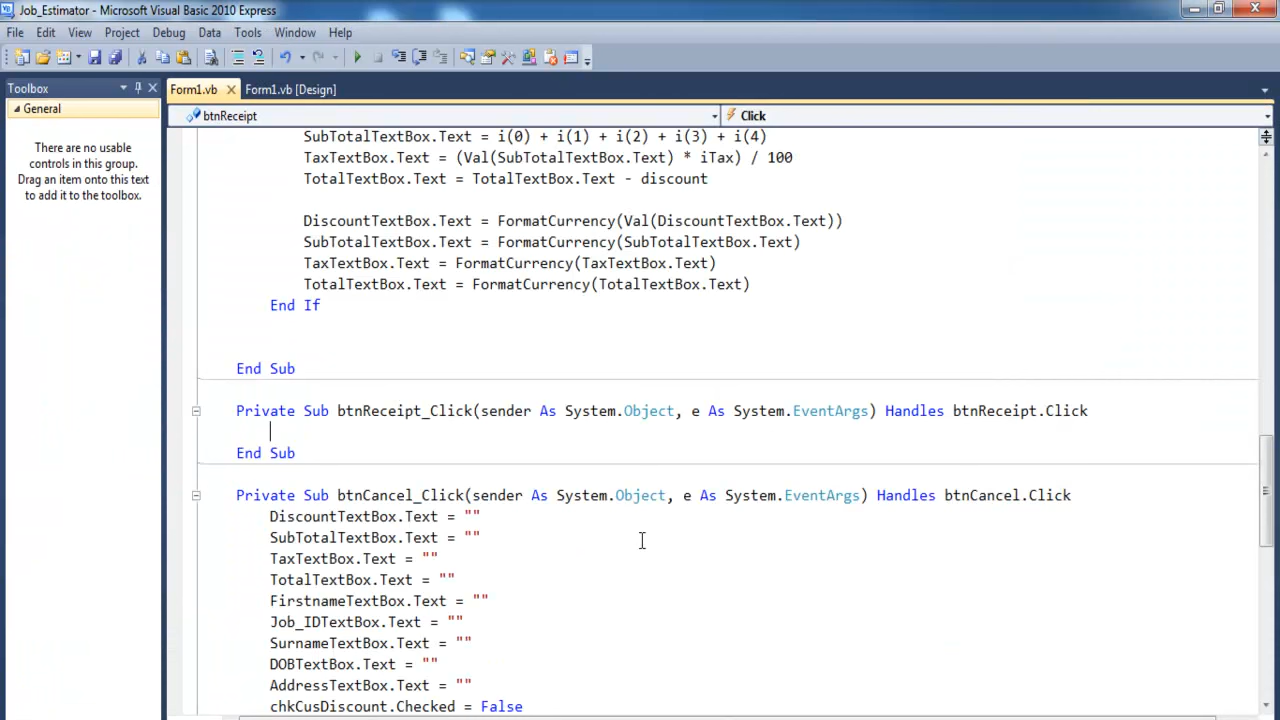 Job_Estimator - Microsoft Visual Basic 2010 Express
File Edit View Project Debug Data Tools Window Help
Toolbox
Form1.vb Form1.vb [Design]
General
btnReceipt Click
There are no usable
controls in this group.
Drag an item onto this text
to add it to the toolbox.
SubTotalTextBox.Text = i(0) + i(1) + i(2) + i(3) + i(4)
TaxTextBox.Text = (Val(SubTotalTextBox.Text) * iTax) / 100
TotalTextBox.Text = TotalTextBox.Text - discount
DiscountTextBox.Text = FormatCurrency(Val(DiscountTextBox.Text))
SubTotalTextBox.Text = FormatCurrency(SubTotalTextBox.Text)
TaxTextBox.Text = FormatCurrency(TaxTextBox.Text)
TotalTextBox.Text = FormatCurrency(TotalTextBox.Text)
End If
End Sub
Private Sub btnReceipt_Click(sender As System.Object, e As System.EventArgs) Handles btnReceipt.Click
End Sub
Private Sub btnCancel_Click(sender As System.Object, e As System.EventArgs) Handles btnCancel.Click
DiscountTextBox.Text = ""
SubTotalTextBox.Text = ""
TaxTextBox.Text = ""
TotalTextBox.Text = ""
FirstnameTextBox.Text = ""
Job_IDTextBox.Text = ""
SurnameTextBox.Text = ""
DOBTextBox.Text = ""
AddressTextBox.Text = ""
chkCusDiscount.Checked = False